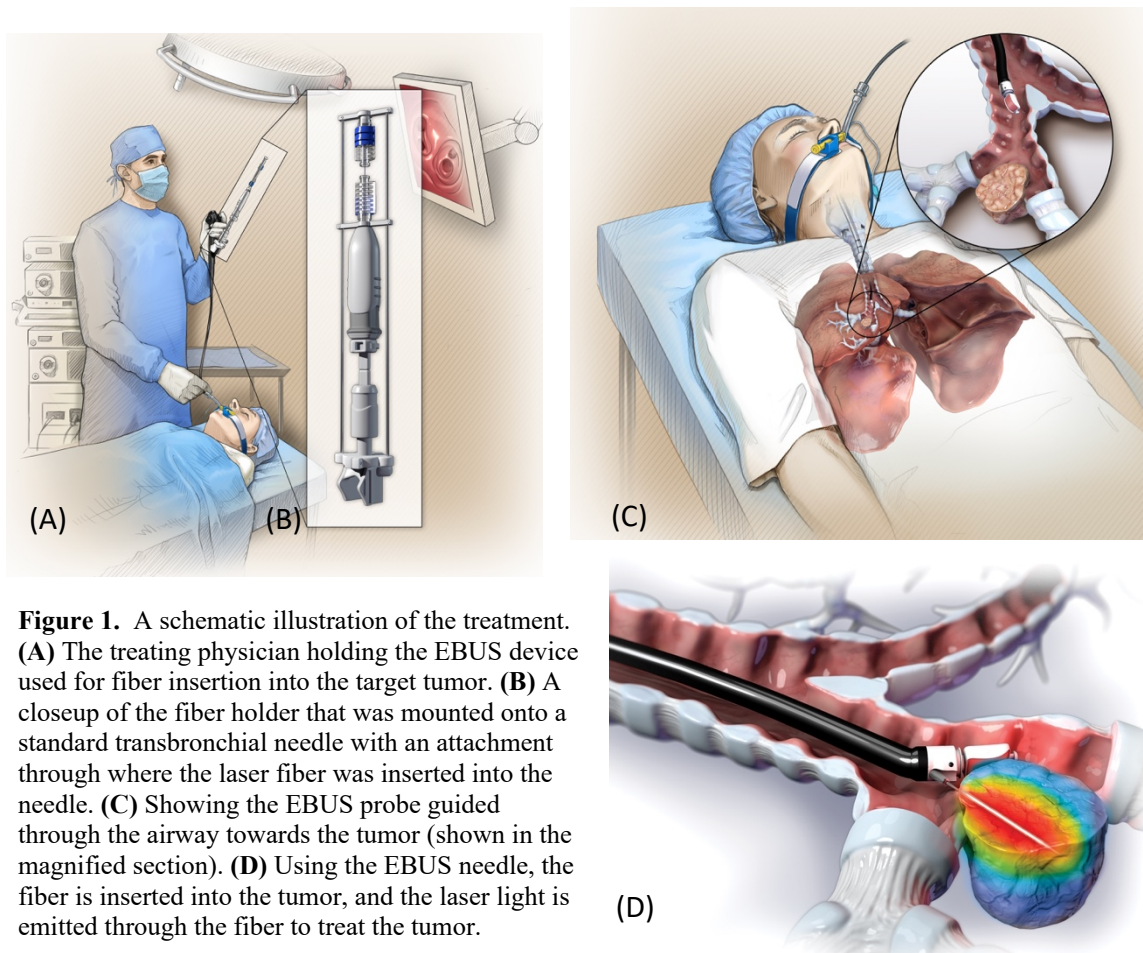 (A)
(B)
(C)
Figure 1. A schematic illustration of the treatment.
(A) The treating physician holding the EBUS device
used for fiber insertion into the target tumor. (B) A
closeup of the fiber holder that was mounted onto a
standard transbronchial needle with an attachment
through where the laser fiber was inserted into the
needle. (C) Showing the EBUS probe guided
through the airway towards the tumor (shown in the
magnified section). (D) Using the EBUS needle, the
fiber is inserted into the tumor, and the laser light is
emitted through the fiber to treat the tumor.
(D)